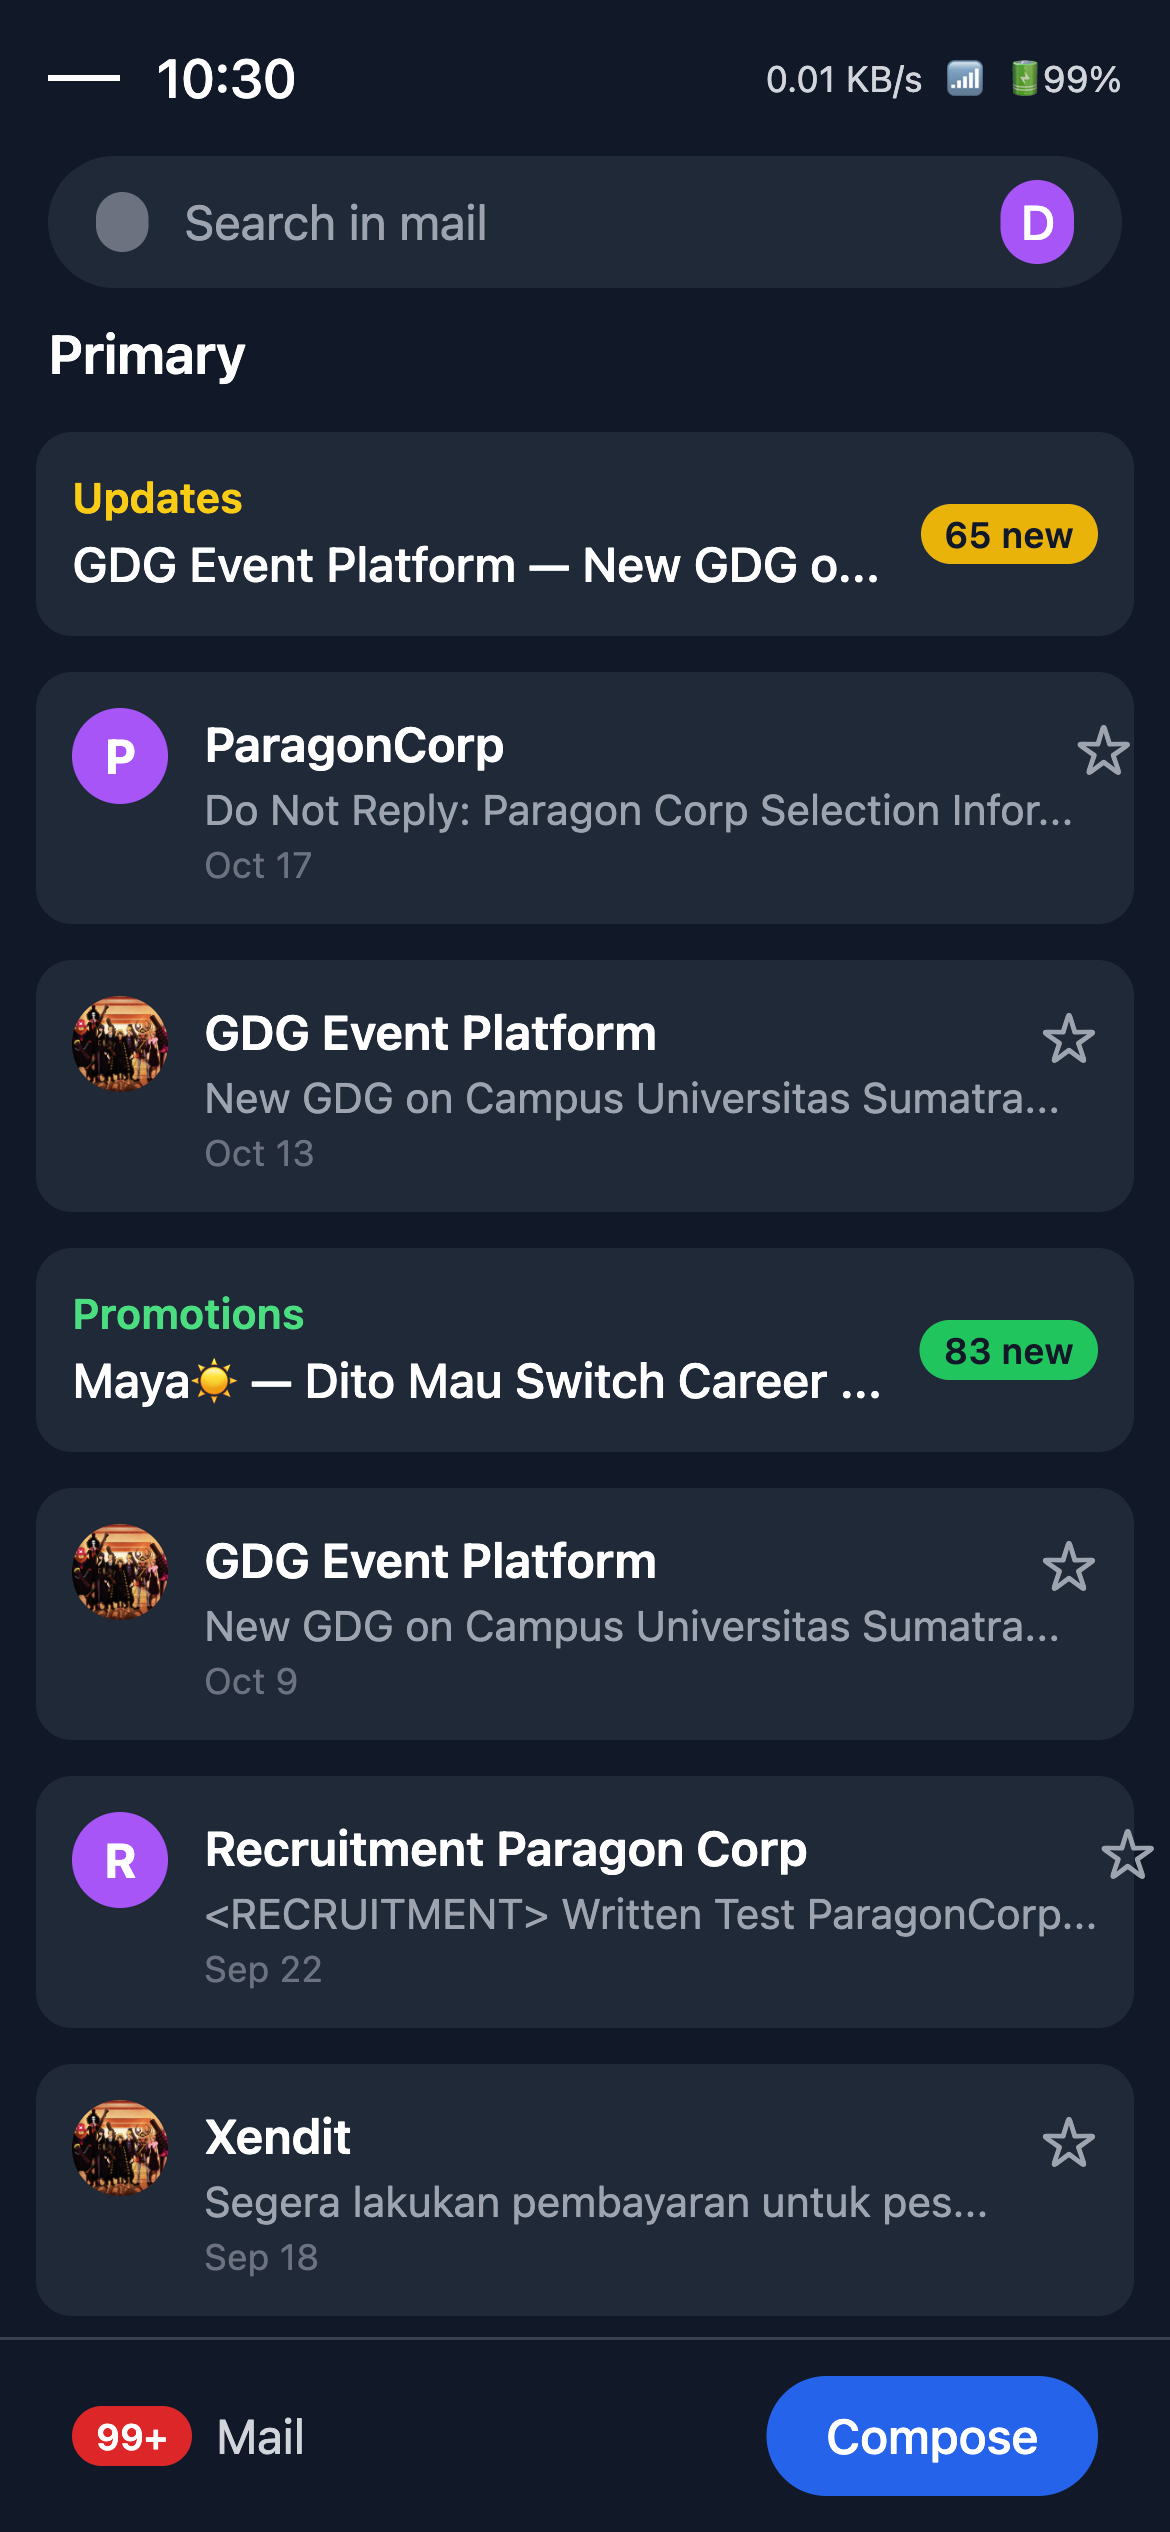 10:30 0.01 KB/s 99%
Search in mail D
Primary
Updates
65 new
GDG Event Platform — New GDG o...
P ParagonCorp
Do Not Reply: Paragon Corp Selection Infor...
Oct 17
GDG Event Platform
New GDG on Campus Universitas Sumatra...
Oct 13
Promotions
83 new
Maya☀️ — Dito Mau Switch Career ...
GDG Event Platform
New GDG on Campus Universitas Sumatra...
Oct 9
R Recruitment Paragon Corp
<RECRUITMENT> Written Test ParagonCorp...
Sep 22
Xendit
Segera lakukan pembayaran untuk pes...
Sep 18
99+ Mail Compose